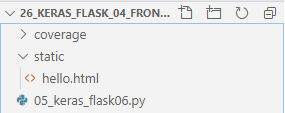 26_KERAS_FLASK_04_FRON...
coverage
static
<> hello.html
05_keras_flask06.py